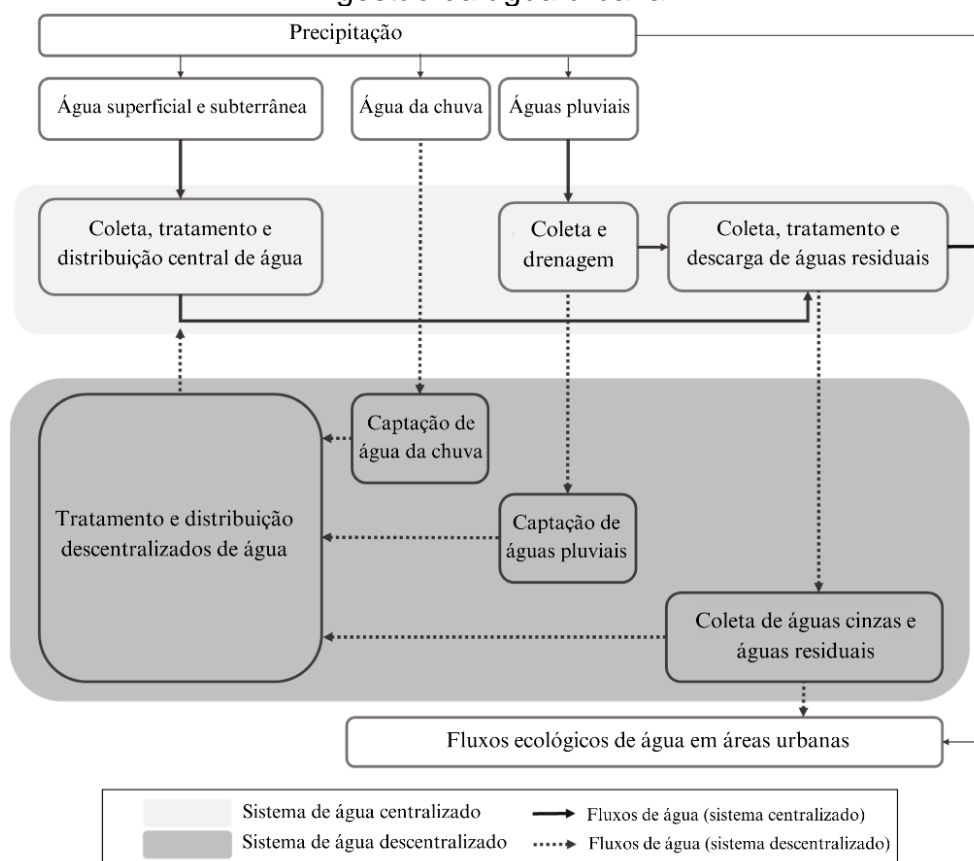 Precipitação
Água superficial e subterrânea
Água da chuva
Águas pluviais
Coleta, tratamento e
distribuição central de água
Coleta e
drenagem
Coleta, tratamento e
descarga de águas residuais
Captação de
água da chuva
Tratamento e distribuição
descentralizados de água
Captação de
águas pluviais
Coleta de águas cinzas e
águas residuais
Fluxos ecológicos de água em áreas urbanas
Sistema de água centralizado
Fluxos de água (sistema centralizado)
Sistema de água descentralizado
Fluxos de água (sistema descentralizado)